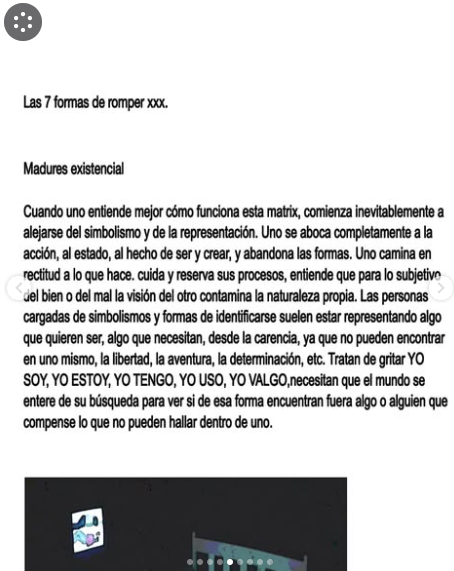 Las 7 formas de romper xxx.
Madures existencial
Cuando uno entiende mejor cómo funciona esta matrix, comienza inevitablemente a
alejarse del simbolismo y de la representación. Uno se aboca completamente a la
acción, al estado, al hecho de ser y crear, y abandona las formas. Uno camina en
rectitud a lo que hace. cuida y reserva sus procesos, entiende que para lo subjetivo
del bien o del mal la visión del otro contamina la naturaleza propia. Las personas
cargadas de simbolismos y formas de identificarse suelen estar representando algo
que quieren ser, algo que necesitan, desde la carencia, ya que no pueden encontrar
en uno mismo, la libertad, la aventura, la determinación, etc. Tratan de gritar YO
SOY, YO ESTOY, YO TENGO, YO USO, YO VALGO,necesitan que el mundo se
entere de su búsqueda para ver si de esa forma encuentran fuera algo o alguien que
compense lo que no pueden hallar dentro de uno.